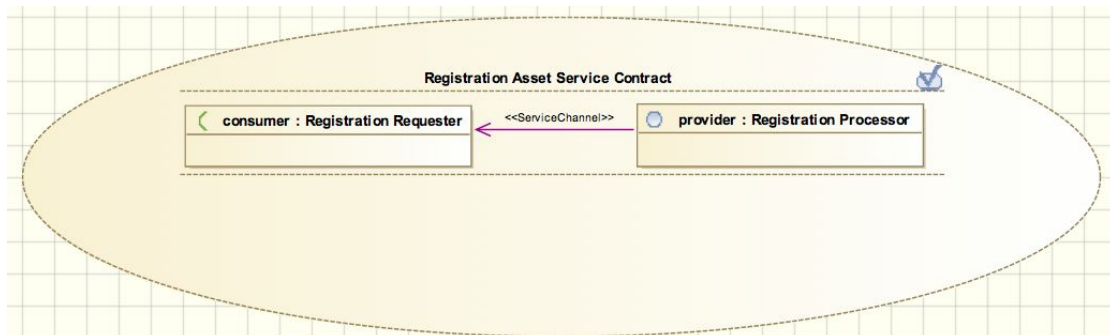 Registration Asset Service Contract
consumer : Registration Requester
<<ServiceChannel>>
provider : Registration Processor